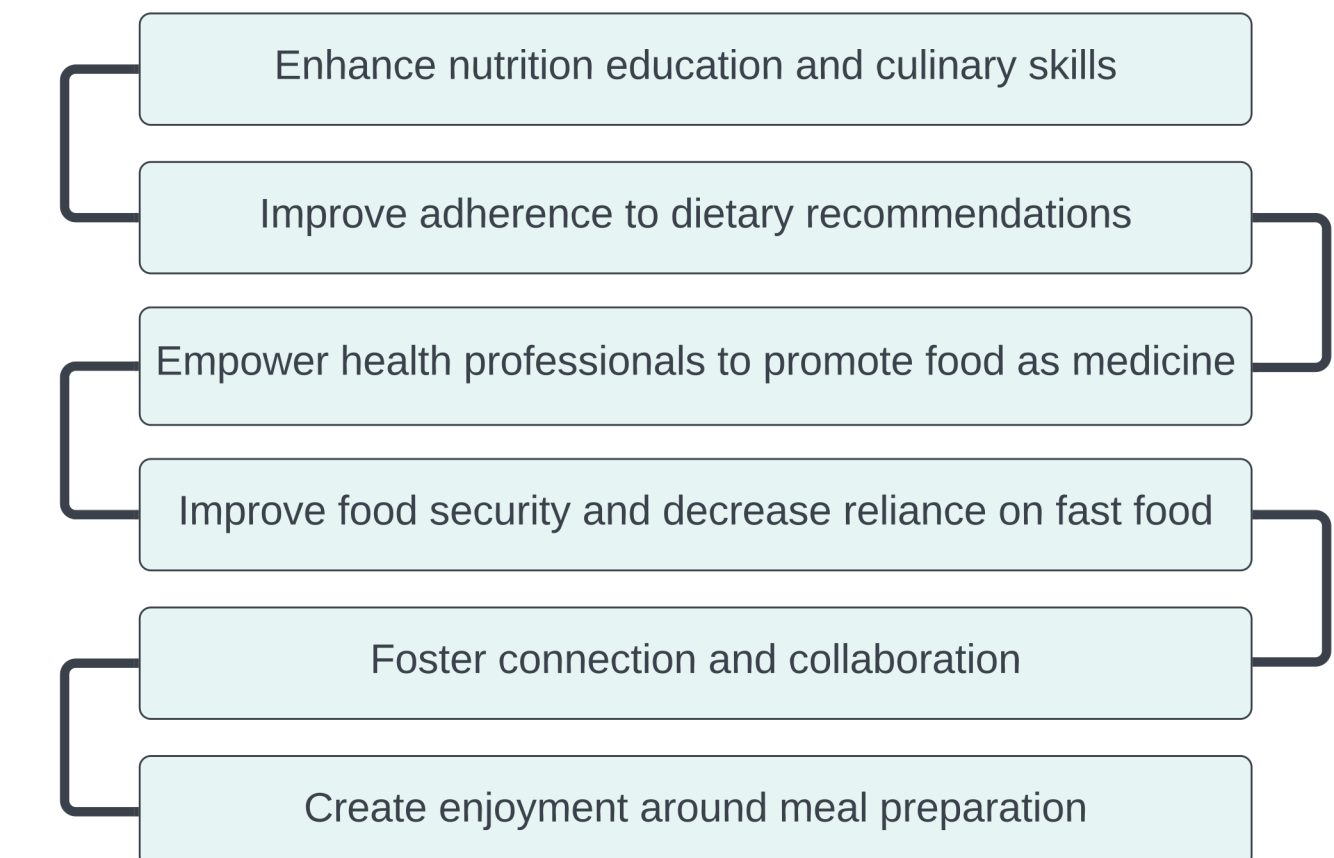 Enhance nutrition education and culinary skills
Improve adherence to dietary recommendations
Empower health professionals to promote food as medicine
Improve food security and decrease reliance on fast food
Foster connection and collaboration
Create enjoyment around meal preparation